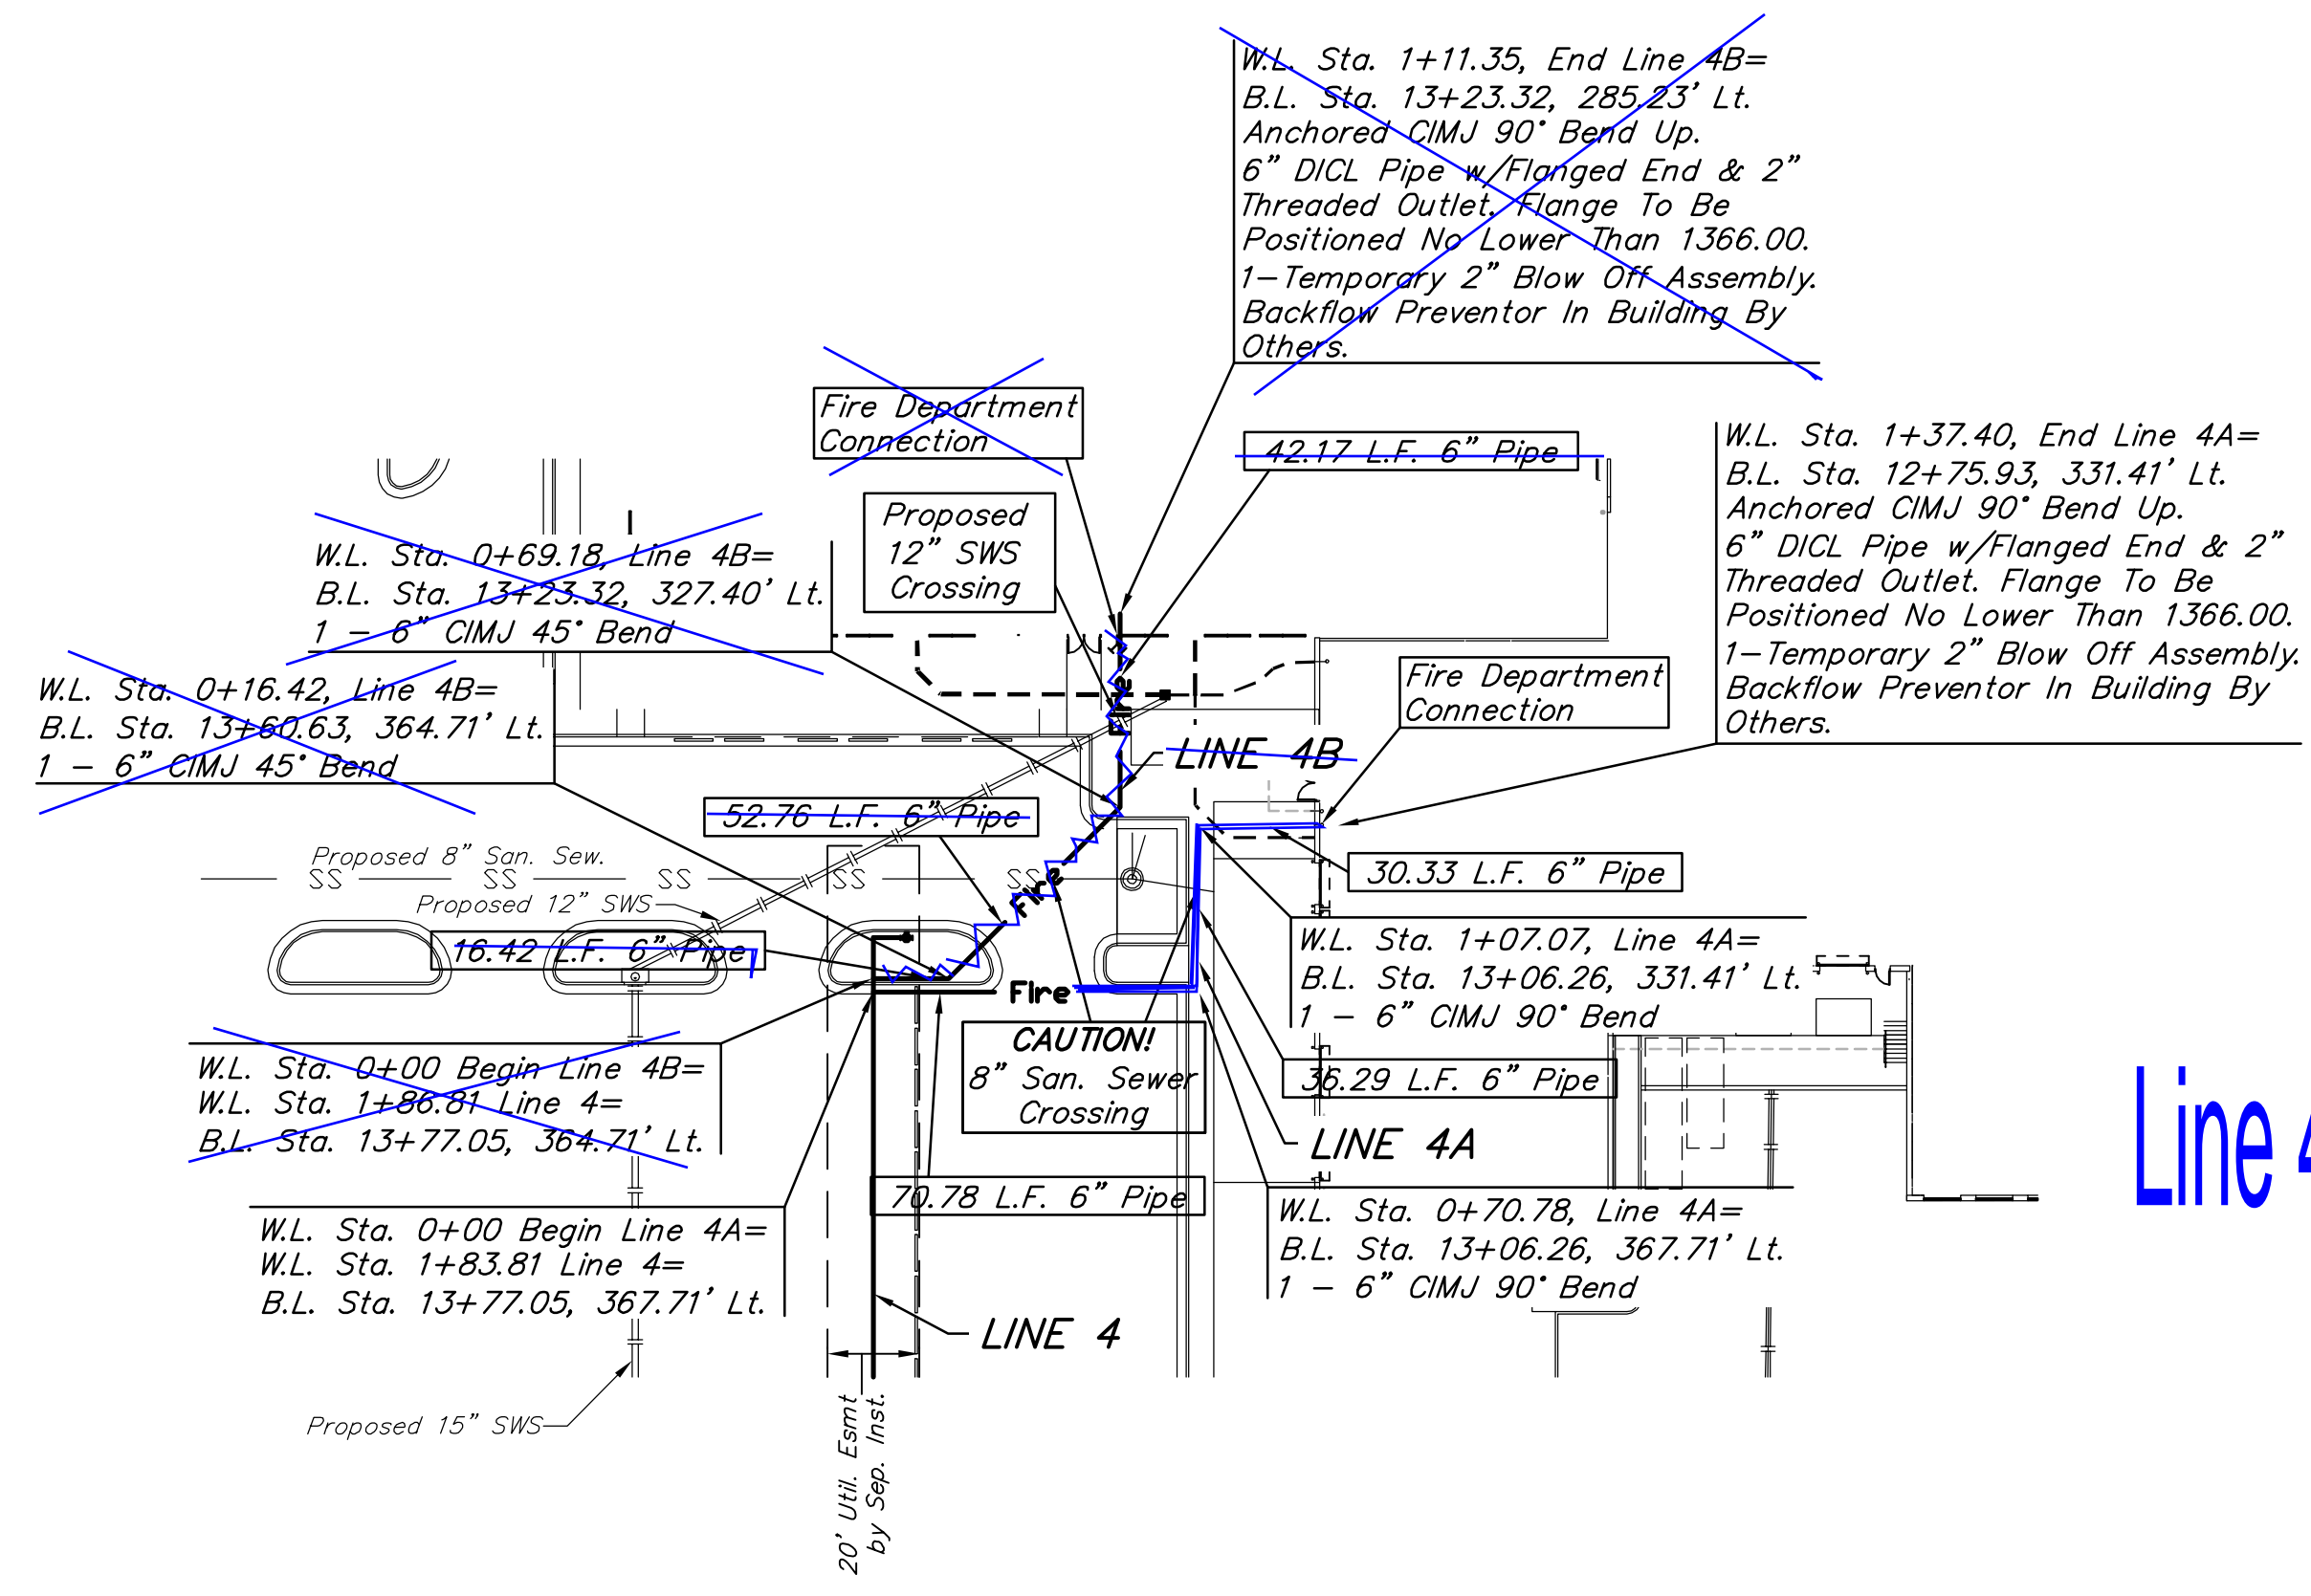 W.L. Sta. 1+11.35, End Line 4B=
B.L. Sta. 13+23.32, 285.23' Lt.
Anchored CIMJ 90° Bend Up.
6" DICL Pipe w/Flanged End & 2"
Threaded Outlet. Flange To Be
Positioned No Lower Than 1366.00.
1-Temporary 2" Blow Off Assembly.
Backflow Preventor In Building By
Others.
Fire Department
Connection
42.17 L.F. 6" Pipe
W.L. Sta. 1+37.40, End Line 4A=
B.L. Sta. 12+75.93, 331.41' Lt.
Anchored CIMJ 90° Bend Up.
6" DICL Pipe w/Flanged End & 2"
Threaded Outlet. Flange To Be
Positioned No Lower Than 1366.00.
1-Temporary 2" Blow Off Assembly.
Backflow Preventor In Building By
Others.
Proposed
12" SWS
Crossing
W.L. Sta. 0+69.18, Line 4B=
B.L. Sta. 13+23.32, 327.40' Lt.
1 - 6" CIMJ 45° Bend
W.L. Sta. 0+16.42, Line 4B=
B.L. Sta. 13+60.63, 364.71' Lt.
1 - 6" CIMJ 45° Bend
Fire Department
Connection
Fire
LINE 4B
52.76 L.F. 6" Pipe
Proposed 8" San. Sew.
SS SS SS SS SS
Proposed 12" SWS
Fire
30.33 L.F. 6" Pipe
16.42 L.F. 6" Pipe
W.L. Sta. 1+07.07, Line 4A=
B.L. Sta. 13+06.26, 331.41' Lt.
1 - 6" CIMJ 90° Bend
Fire
CAUTION!
8" San. Sewer
Crossing
W.L. Sta. 0+00 Begin Line 4B=
W.L. Sta. 1+86.81 Line 4=
B.L. Sta. 13+77.05, 364.71' Lt.
36.29 L.F. 6" Pipe
LINE 4A
Line 4
70.78 L.F. 6" Pipe
W.L. Sta. 0+00 Begin Line 4A=
W.L. Sta. 1+83.81 Line 4=
B.L. Sta. 13+77.05, 367.71' Lt.
W.L. Sta. 0+70.78, Line 4A=
B.L. Sta. 13+06.26, 367.71' Lt.
1 - 6" CIMJ 90° Bend
LINE 4
Proposed 15" SWS
20' Util. Esmt
by Sep. Inst.